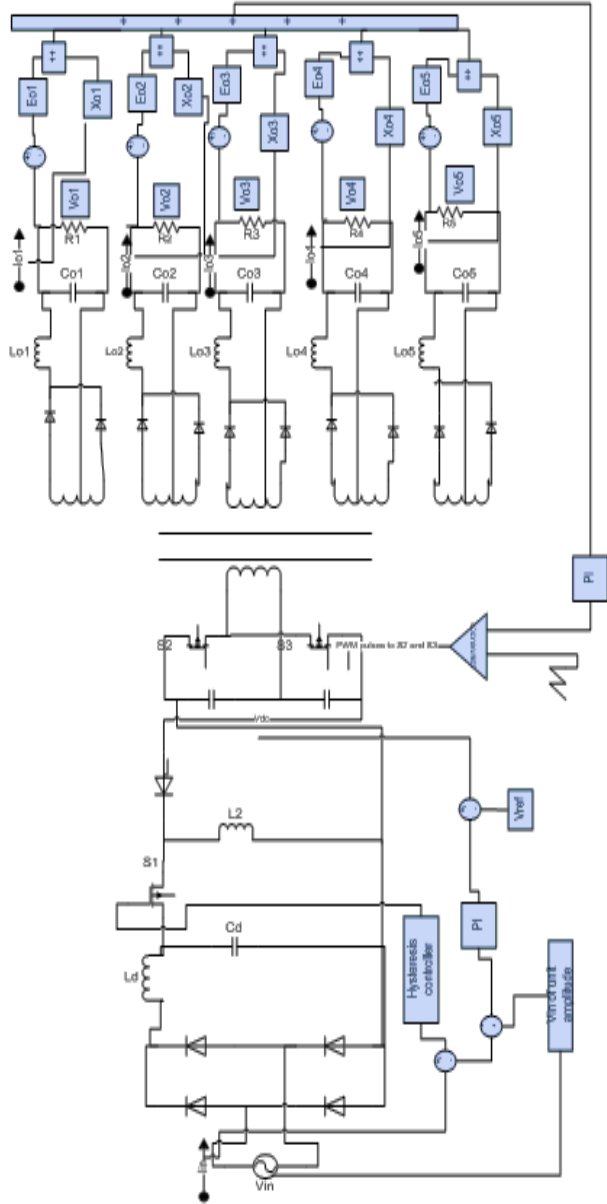 Eo1
Xo1
Eo2
Xo2
Eo3
Xo3
Eo4
Xo4
Eo5
Xo5
Vo1
Vo2
Vo3
Vo4
Vo5
R1
R2
R3
R4
R5
Io1
Io2
Io3
Io4
Io5
Co1
Co2
Co3
Co4
Co5
Lo1
Lo2
Lo3
Lo4
Lo5
PI
S2
S3
PWM pulses to S2 and S3
Vdc
L2
S1
Cd
Ld
Vref
PI
Hysteresis
controller
Vin of unit
amplitude
Iin
Vin